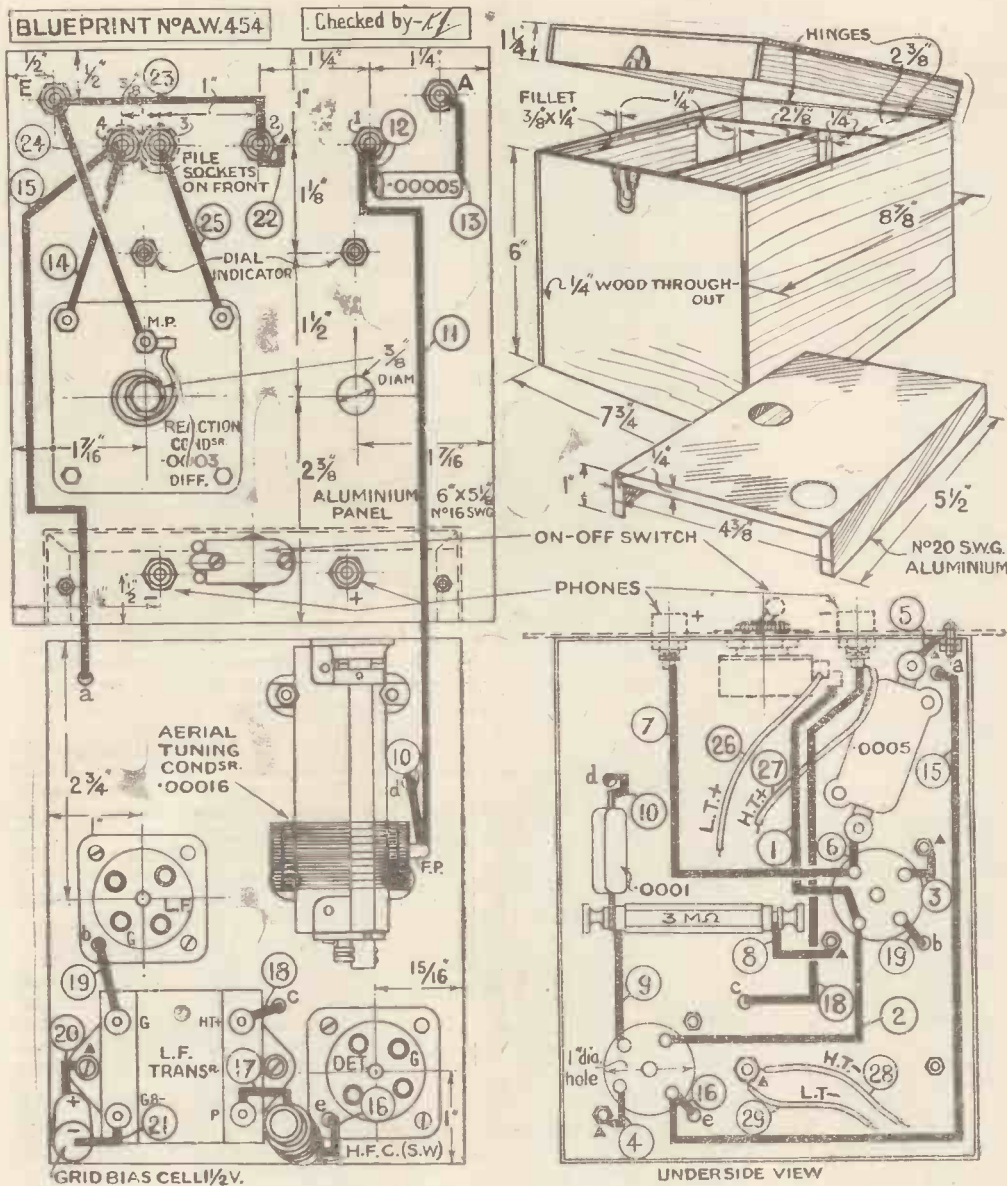 BLUEPRINT Nº A.W.454
Checked by-
1/2"
1/2"
E
23
3/8"
1"
1 1/4"
1 1/4"
A
1"
4
3
2
1
12
24
PILE
SOCKETS
ON FRONT
15
22
·00005
13
1 1/8"
25
14
DIAL
INDICATOR
M.P.
1 1/2"
11
3/8"
DIAM
REACTION
CONDSR.
·0003
DIFF.
1 7/16"
1 7/16"
2 3/8"
ALUMINIUM
PANEL
6" X 5 1/2"
Nº16 SWG
1/2"
-
+
ON-OFF SWITCH
PHONES
HINGES
1 1/4"
2 3/8"
FILLET
3/8 X 1/4"
1/4"
2 1/8"
1/4"
6"
8 7/8"
1/4" WOOD THROUGH-
OUT
7 3/4"
1/4"
1"
4 3/8"
5 1/2"
Nº20 S.W.G.
ALUMINIUM
a
AERIAL
TUNING
CONDSR.
·00016
2 3/4"
10
d
F.P.
1"
L.F.
G
b
19
18
c
15/16"
20
G
HT+
L.F.
TRANSR.
17
DET.
G
+
GB-
P
e
16
1"
-
21
H.F.C.(S.W)
GRID BIAS CELL 1 1/2 V.
+
-
5
a
7
26
27
·0005
15
d
10
L.T.+
H.T.+
1
6
·0001
3
3 MΩ
8
19
b
c
9
18
2
1" dia.
hole
H.T.-
28
16
L.T-
e
4
29
UNDERSIDE VIEW